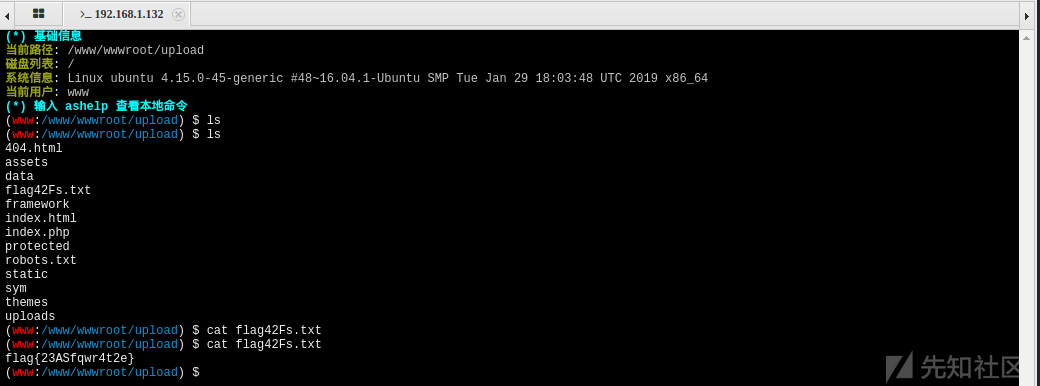 >_ 192.168.1.132
(*) 基础信息
当前路径: /www/wwwroot/upload
磁盘列表: /
系统信息: Linux ubuntu 4.15.0-45-generic #48~16.04.1-Ubuntu SMP Tue Jan 29 18:03:48 UTC 2019 x86_64
当前用户: www
(*) 输入 ashelp 查看本地命令
(www:/www/wwwroot/upload) $ ls
(www:/www/wwwroot/upload) $ ls
404.html
assets
data
flag42Fs.txt
framework
index.html
index.php
protected
robots.txt
static
sym
themes
uploads
(www:/www/wwwroot/upload) $ cat flag42Fs.txt
(www:/www/wwwroot/upload) $ cat flag42Fs.txt
flag{23ASfqwr4t2e}
(www:/www/wwwroot/upload) $
先知社区